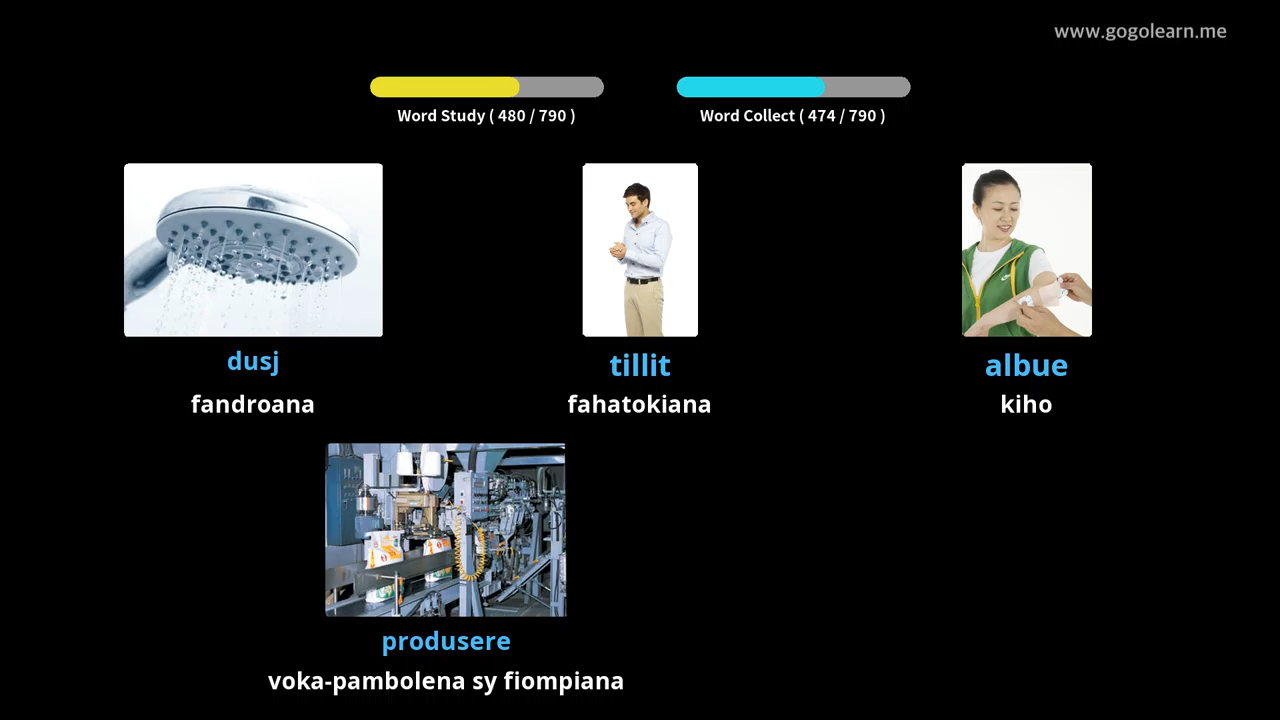 www.gogolearn.me
Word Study ( 480 / 790 )
Word Collect ( 474 / 790 )
dusj
tillit
albue
fandroana
fahatokiana
kiho
produsere
voka-pambolena sy fiompiana